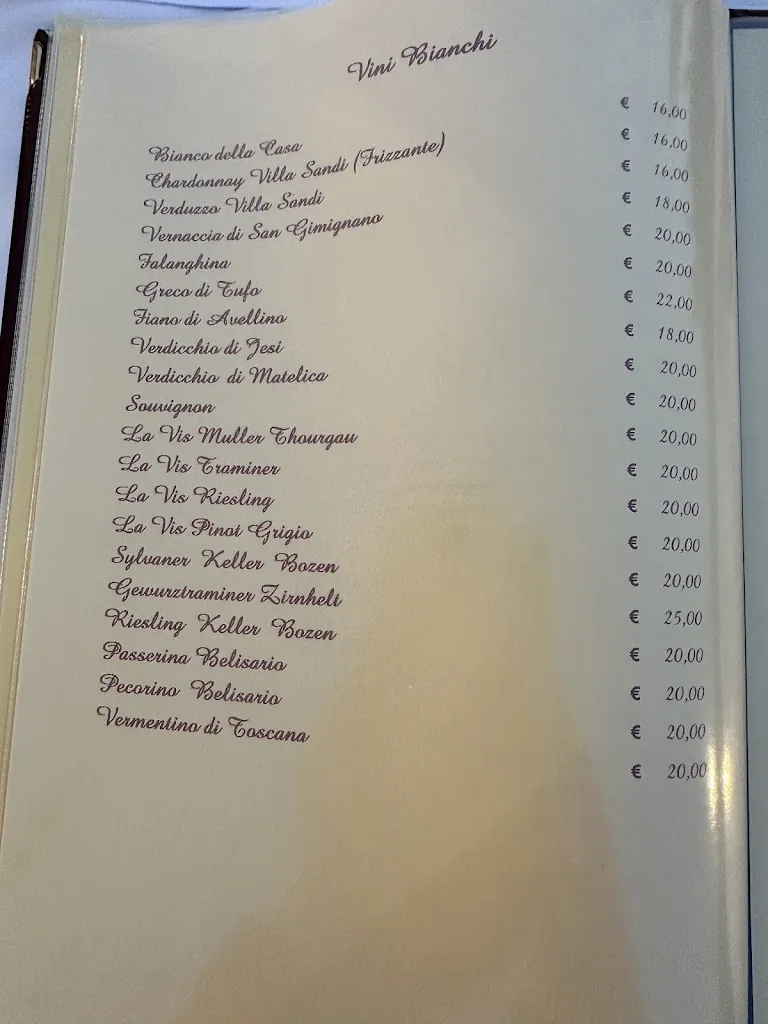 Vini Bianchi
Bianco della Casa € 16,00
Chardonnay Villa Sandi (Frizzante) € 16,00
Verduzzo Villa Sandi € 16,00
Vernaccia di San Gimignano € 18,00
Falanghina € 20,00
Greco di Tufo € 20,00
Fiano di Avellino € 22,00
Verdicchio di Jesi € 18,00
Verdicchio di Matelica € 20,00
Souvignon € 20,00
La Vis Muller Thourgau € 20,00
La Vis Traminer € 20,00
La Vis Riesling € 20,00
La Vis Pinot Grigio € 20,00
Sylvaner Keller Bozen € 20,00
Gewurztraminer Zirnhelt € 25,00
Riesling Keller Bozen € 20,00
Passerina Belisario € 20,00
Pecorino Belisario € 20,00
Vermentino di Toscana € 20,00